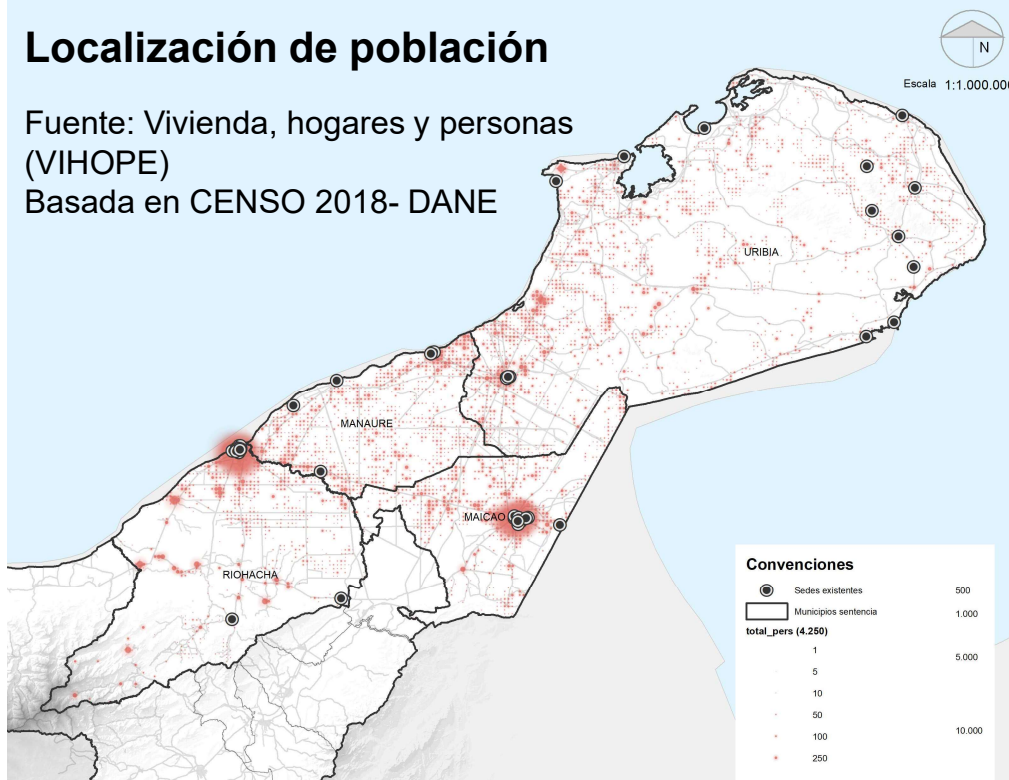 Localización de población
Fuente: Vivienda, hogares y personas
(VIHOPE)
Basada en CENSO 2018- DANE
N
Escala 1:1.000.000
URIBIA
MANAURE
MAICAO
RIOHACHA
Convenciones
Sedes existentes
Municipios sentencia
total_pers (4.250)
1
5
10
50
100
250
500
1.000
5.000
10.000